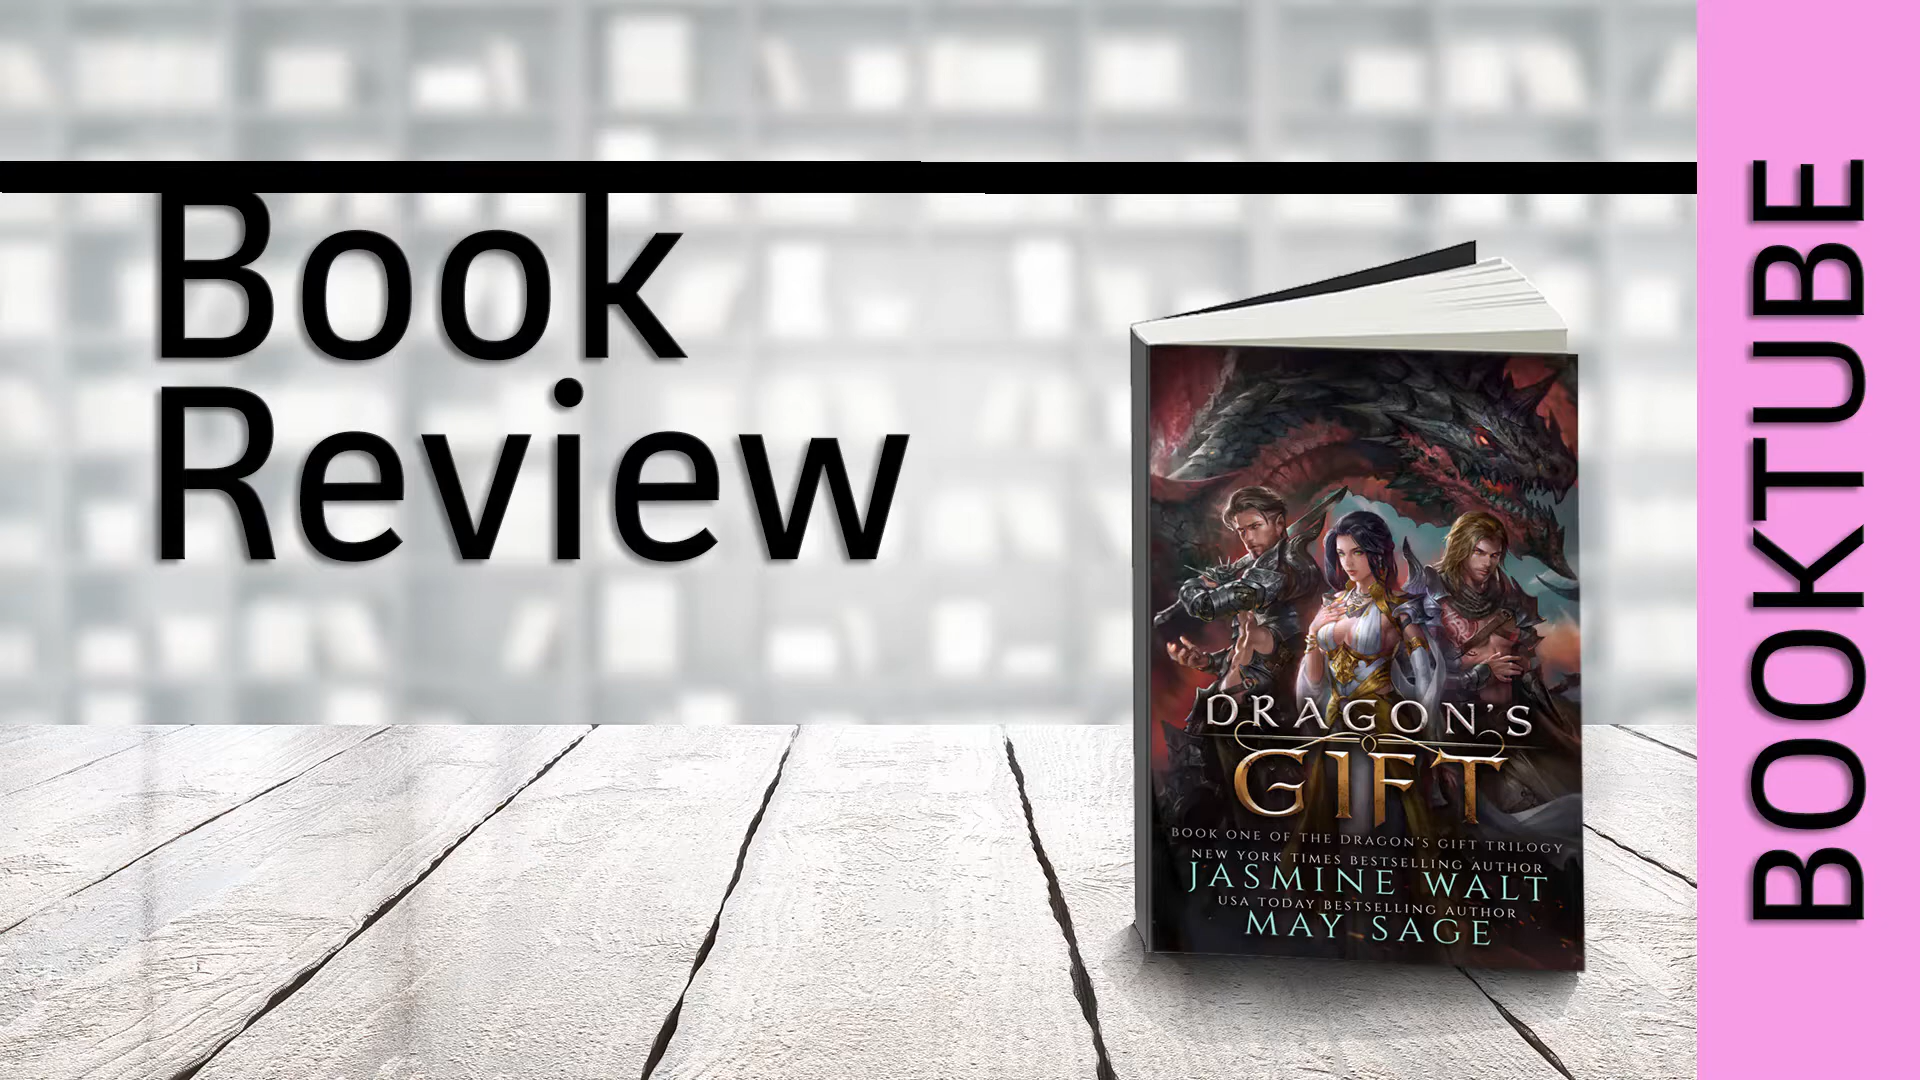 Book
Review
DRAGON'S
GIFT
BOOK ONE OF THE DRAGON'S GIFT TRILOGY
NEW YORK TIMES BESTSELLING AUTHOR
JASMINE WALT
USA TODAY BESTSELLING AUTHOR
MAY SAGE
BOOKTUBE